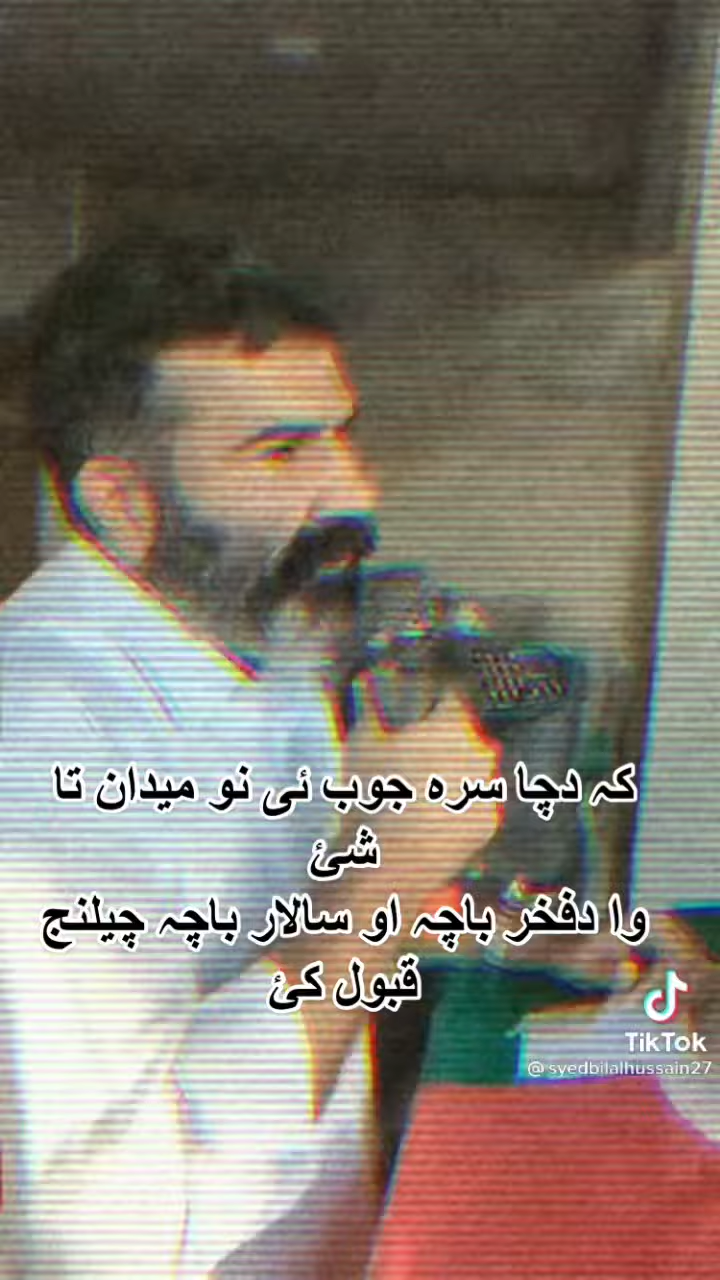 کہ دچا سرہ جوب ئی نو میدان تا
شئ
وا دفخر باچہ او سالار باچہ چیلنج
قبول کئ
TikTok
@syedbilalhussain27